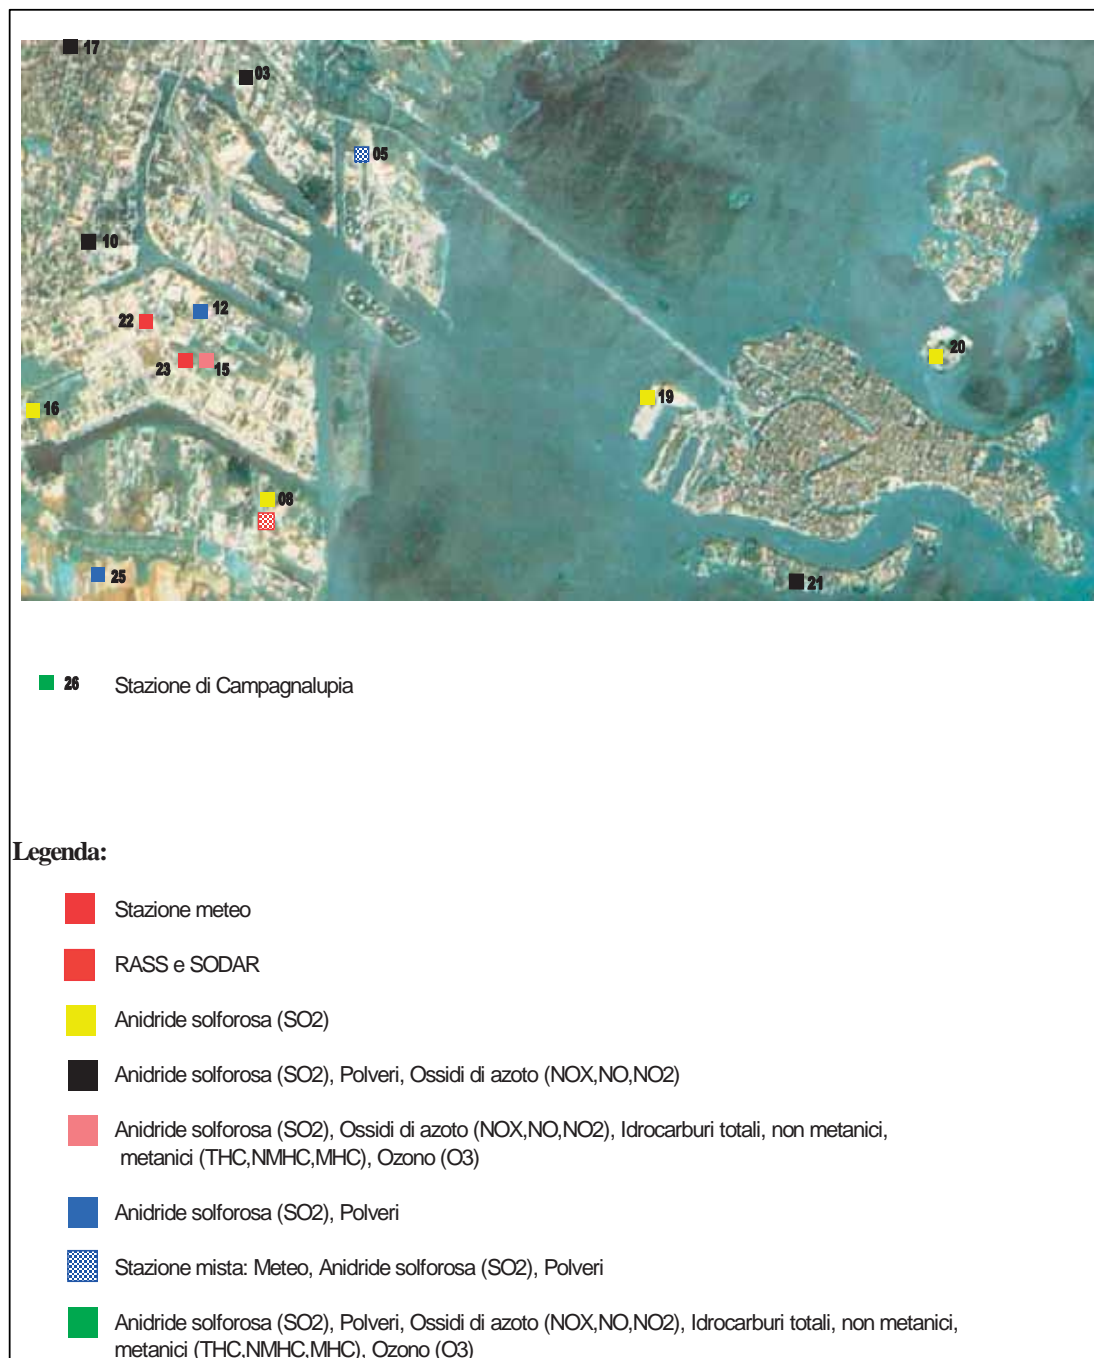 17
03
05
10
12
22
23
15
20
19
16
08
25
21
26 Stazione di Campagnalupia
Legenda:
Stazione meteo
RASS e SODAR
Anidride solforosa (SO2)
Anidride solforosa (SO2), Polveri, Ossidi di azoto (NOX,NO,NO2)
Anidride solforosa (SO2), Ossidi di azoto (NOX,NO,NO2), Idrocarburi totali, non metanici,
metanici (THC,NMHC,MHC), Ozono (O3)
Anidride solforosa (SO2), Polveri
Stazione mista: Meteo, Anidride solforosa (SO2), Polveri
Anidride solforosa (SO2), Polveri, Ossidi di azoto (NOX,NO,NO2), Idrocarburi totali, non metanici,
metanici (THC,NMHC,MHC), Ozono (O3)